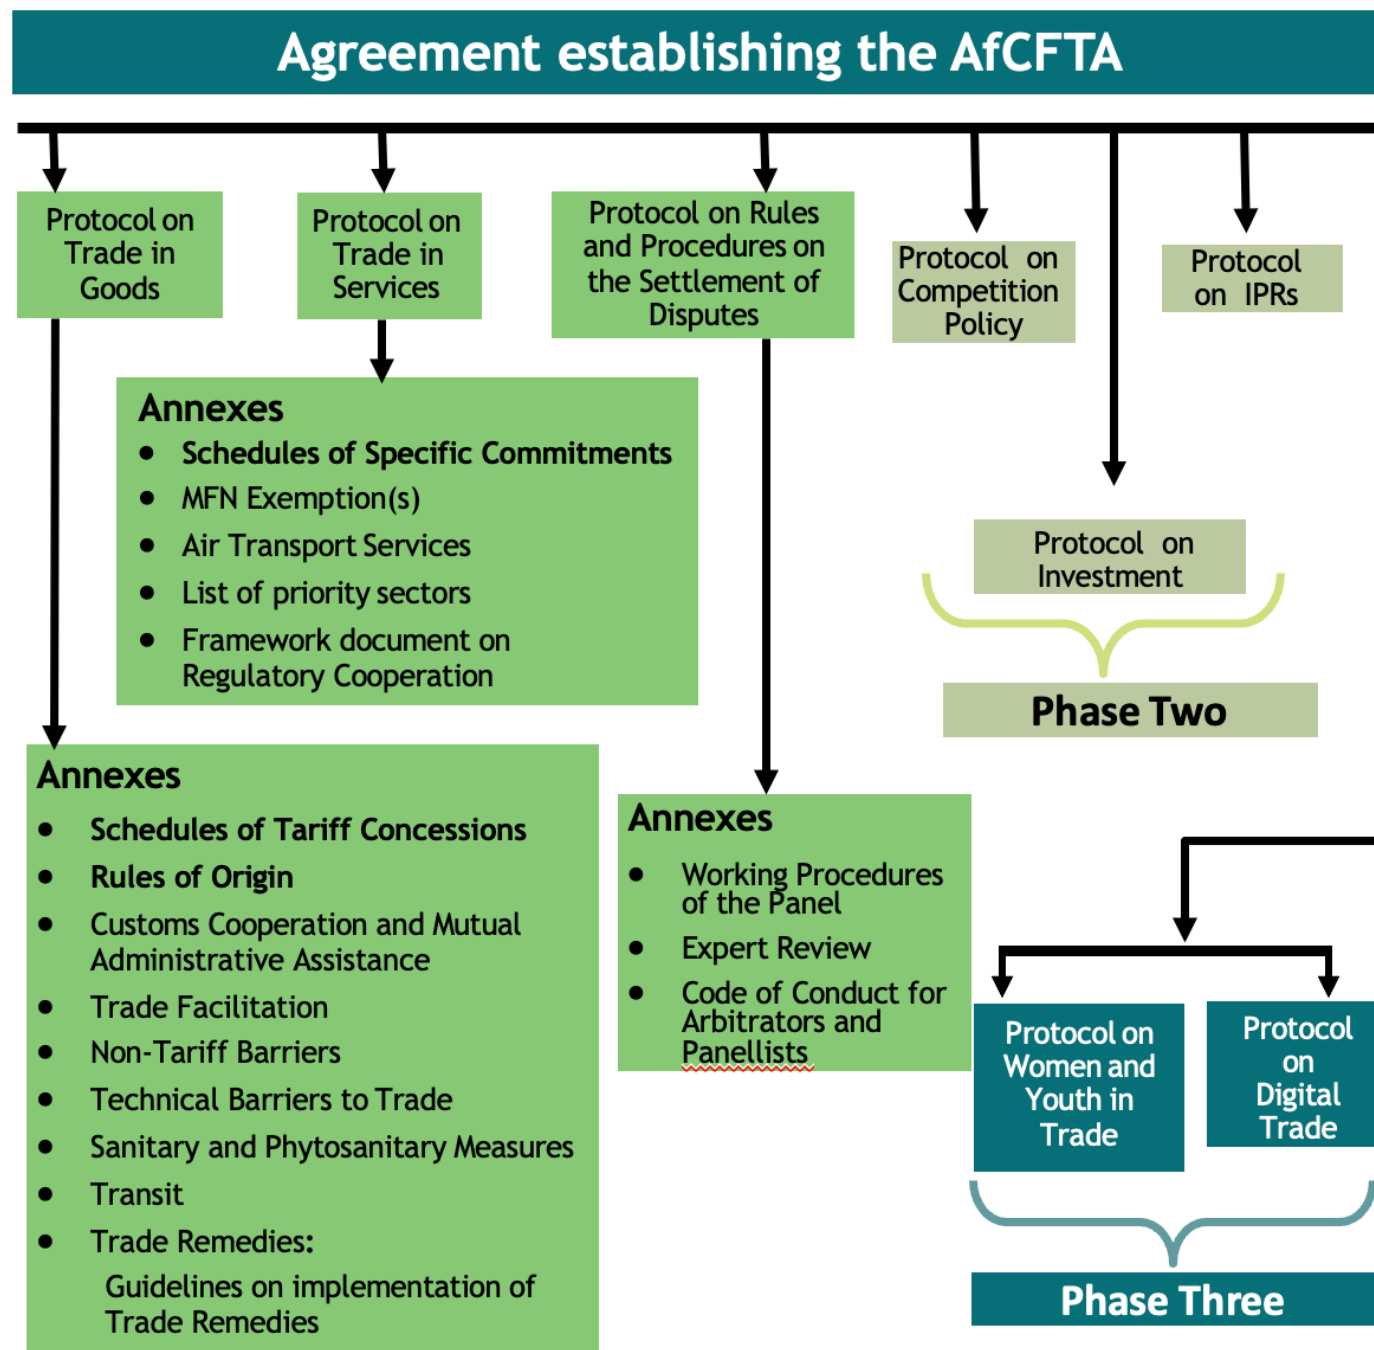 Agreement establishing the AfCFTA
Protocol on
Trade in
Goods
Protocol on
Trade in
Services
Protocol on Rules
and Procedures on
the Settlement of
Disputes
Protocol on
Competition
Policy
Protocol
on IPRs
Annexes
• Schedules of Specific Commitments
• MFN Exemption(s)
• Air Transport Services
• List of priority sectors
• Framework document on
Regulatory Cooperation
Protocol on
Investment
Phase Two
Annexes
• Schedules of Tariff Concessions
• Rules of Origin
• Customs Cooperation and Mutual
Administrative Assistance
• Trade Facilitation
• Non-Tariff Barriers
• Technical Barriers to Trade
• Sanitary and Phytosanitary Measures
• Transit
• Trade Remedies:
Guidelines on implementation of
Trade Remedies
Annexes
• Working Procedures
of the Panel
• Expert Review
• Code of Conduct for
Arbitrators and
Panellists
Protocol on
Women and
Youth in
Trade
Protocol
on
Digital
Trade
Phase Three